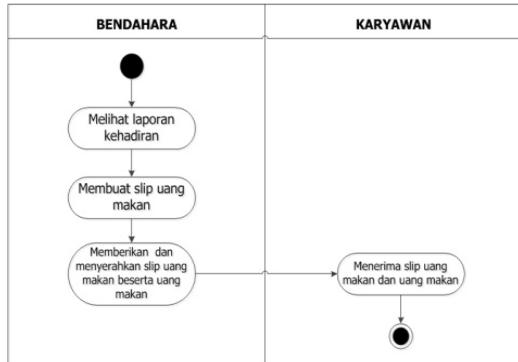 BENDAHARA
KARYAWAN
Melihat laporan
kehadiran
Membuat slip uang
makan
Memberikan dan
menyerahkan slip uang
makan beserta uang
makan
Menerima slip uang
makan dan uang makan